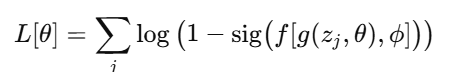 L[θ] = ∑_j log (1 − sig(f[g(z_j, θ), ϕ]))